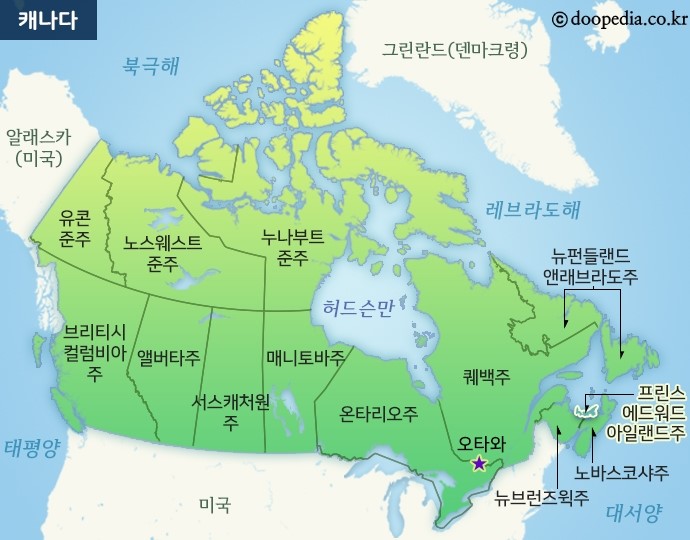 캐나다
© doopedia.co.kr
북극해
그린란드(덴마크령)
알래스카
(미국)
레브라도해
유콘
준주
노스웨스트
준주
누나부트
준주
뉴펀들랜드
앤래브라도주
허드슨만
브리티시
컬럼비아
주
앨버타주
매니토바주
서스캐처원
주
온타리오주
퀘백주
프린스
에드워드
아일랜드주
오타와
태평양
노바스코샤주
뉴브런즈윅주
미국
대서양